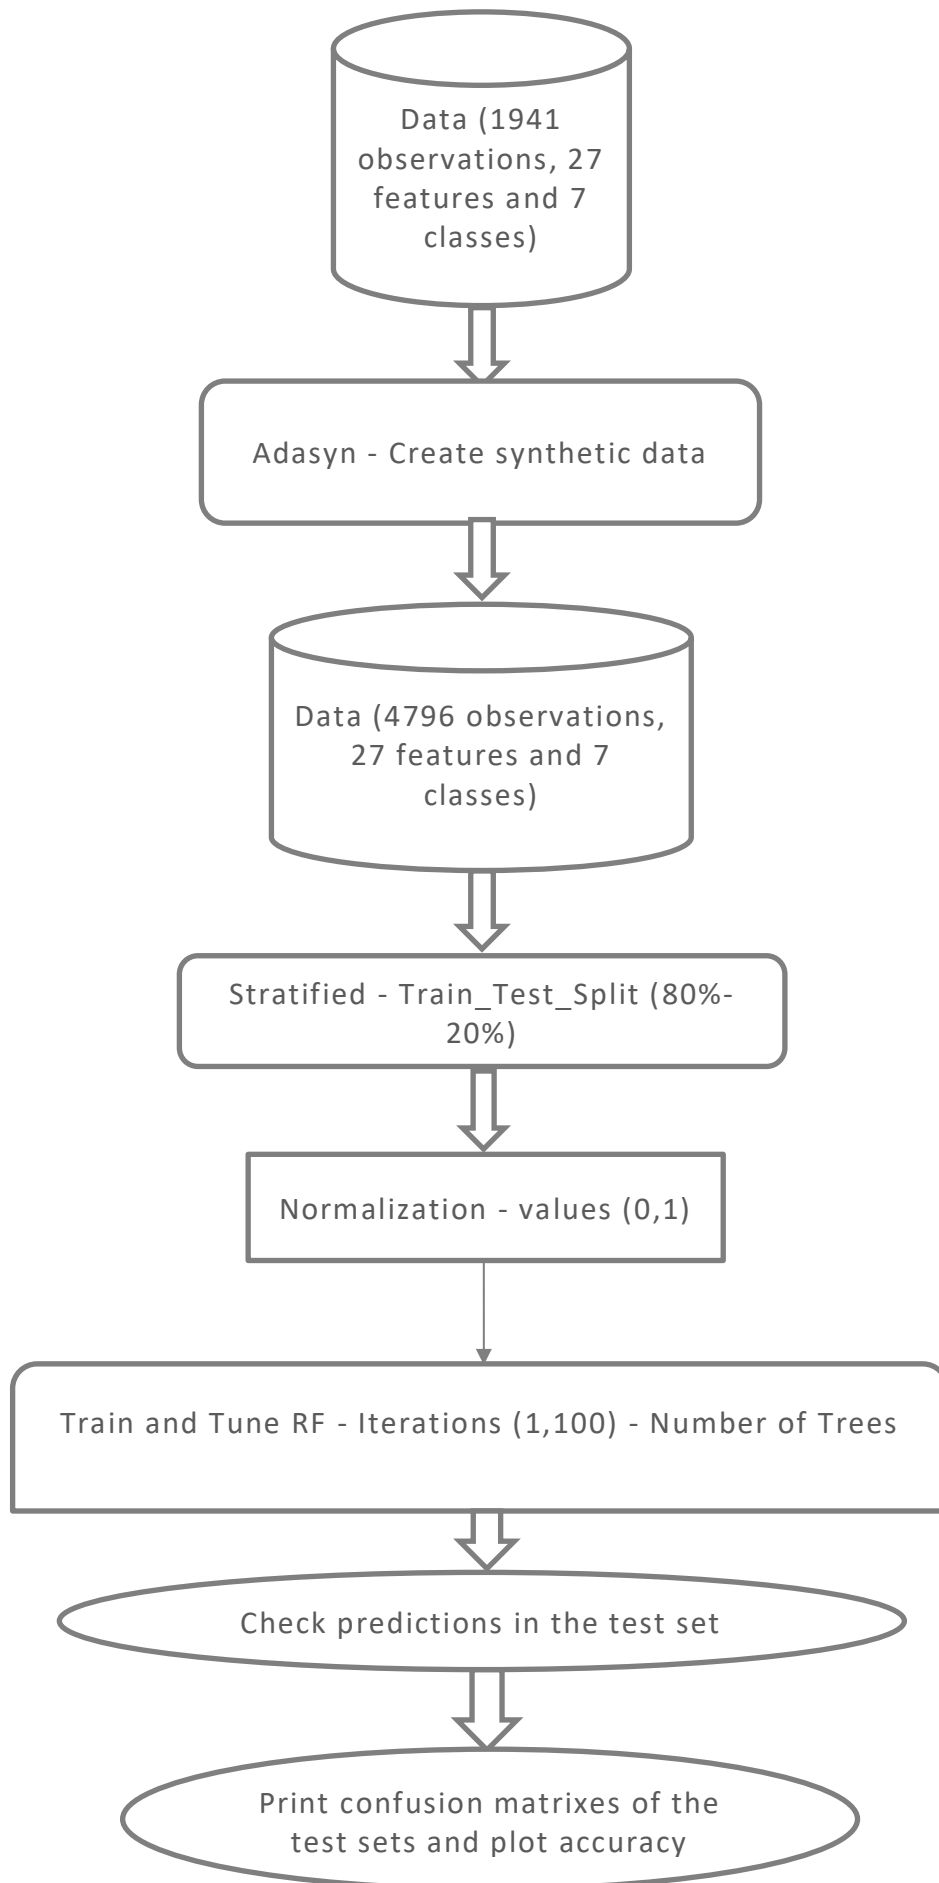 Data (1941
observations, 27
features and 7
classes)
Adasyn - Create synthetic data
Data (4796 observations,
27 features and 7
classes)
Stratified - Train_Test_Split (80%-
20%)
Normalization - values (0,1)
Train and Tune RF - Iterations (1,100) - Number of Trees
Check predictions in the test set
Print confusion matrixes of the
test sets and plot accuracy